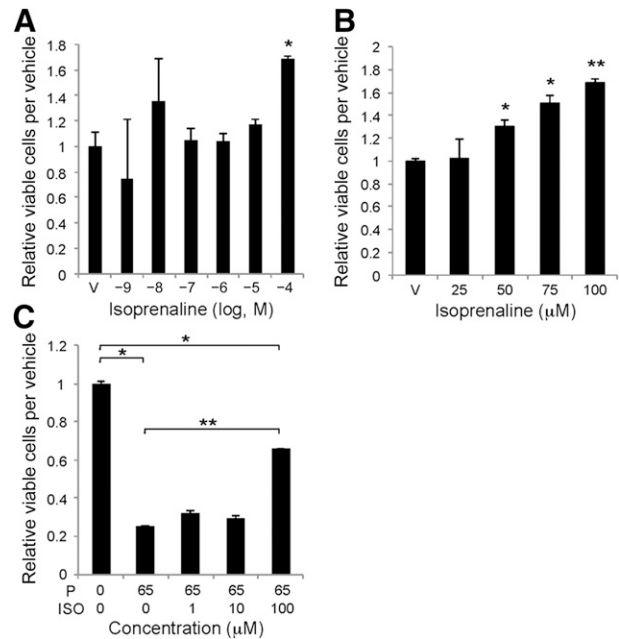 A
Relative viable cells per vehicle
1.8
1.6
1.4
1.2
1
0.8
0.6
0.4
0.2
0
*
V −9 −8 −7 −6 −5 −4
Isoprenaline (log, M)
B
Relative viable cells per vehicle
2
1.8
1.6
1.4
1.2
1
0.8
0.6
0.4
0.2
0
* * **
V 25 50 75 100
Isoprenaline (μM)
C
Relative viable cells per vehicle
1.2
1
0.8
0.6
0.4
0.2
0
*
*
**
P 0 65 65 65 65
ISO 0 0 1 10 100
Concentration (μM)